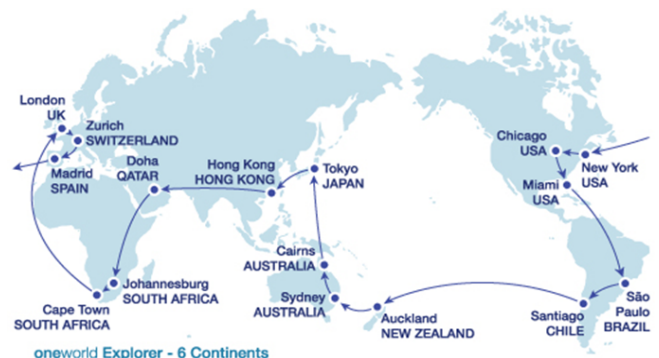 London
UK
Zurich
SWITZERLAND
Madrid
SPAIN
Doha
QATAR
Hong Kong
HONG KONG
Tokyo
JAPAN
Chicago
USA
New York
USA
Miami
USA
Cairns
AUSTRALIA
Sydney
AUSTRALIA
Auckland
NEW ZEALAND
Santiago
CHILE
São
Paulo
BRAZIL
Johannesburg
SOUTH AFRICA
Cape Town
SOUTH AFRICA
oneworld Explorer - 6 Continents